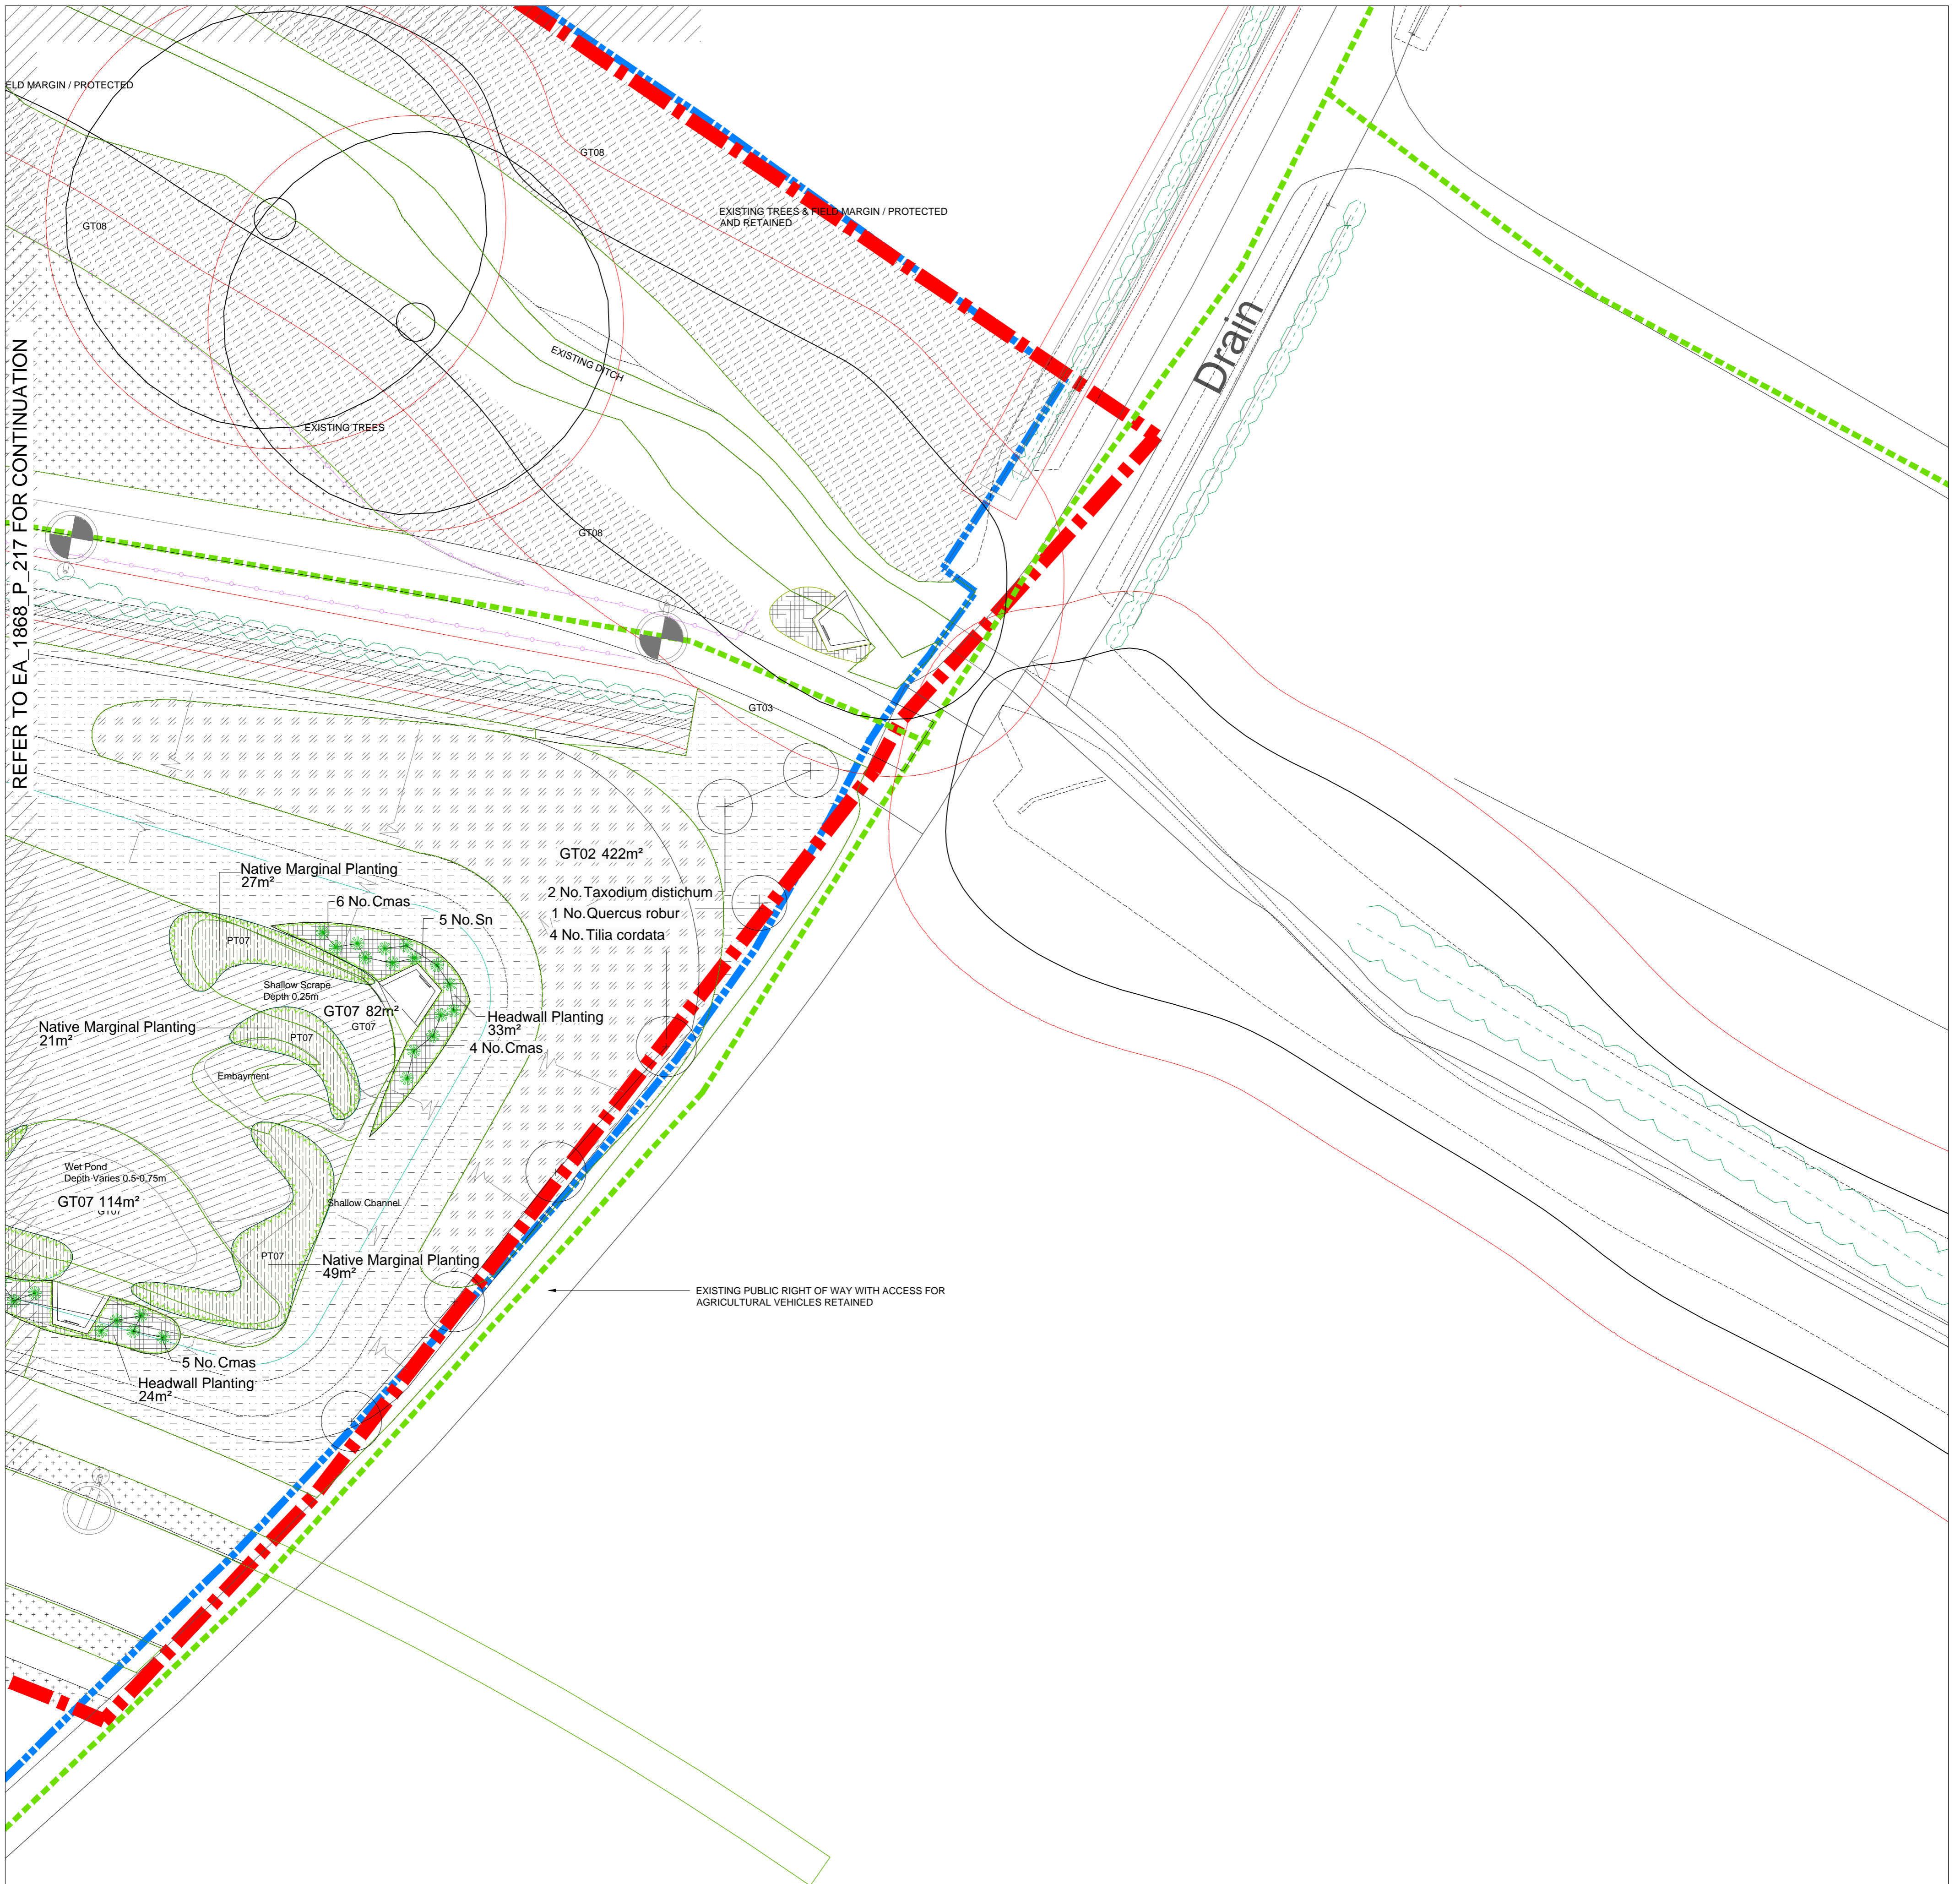 ELD MARGIN / PROTECTED
GT08
GT08
EXISTING TREES & FIELD MARGIN / PROTECTED
AND RETAINED
Drain
EXISTING DITCH
EXISTING TREES
REFER TO EA_1868_P_217 FOR CONTINUATION
GT08
GT03
GT02 422m²
Native Marginal Planting
27m²
6 No.Cmas
5 No.Sn
2 No.Taxodium distichum
1 No.Quercus robur
4 No.Tilia cordata
PT07
Shallow Scrape
Depth 0.25m
GT07 82m²
GT07
Headwall Planting
33m²
Native Marginal Planting
21m²
PT07
4 No.Cmas
Embayment
Wet Pond
Depth Varies 0.5-0.75m
GT07 114m²
GT07
Shallow Channel
PT07
Native Marginal Planting
49m²
EXISTING PUBLIC RIGHT OF WAY WITH ACCESS FOR
AGRICULTURAL VEHICLES RETAINED
5 No.Cmas
Headwall Planting
24m²